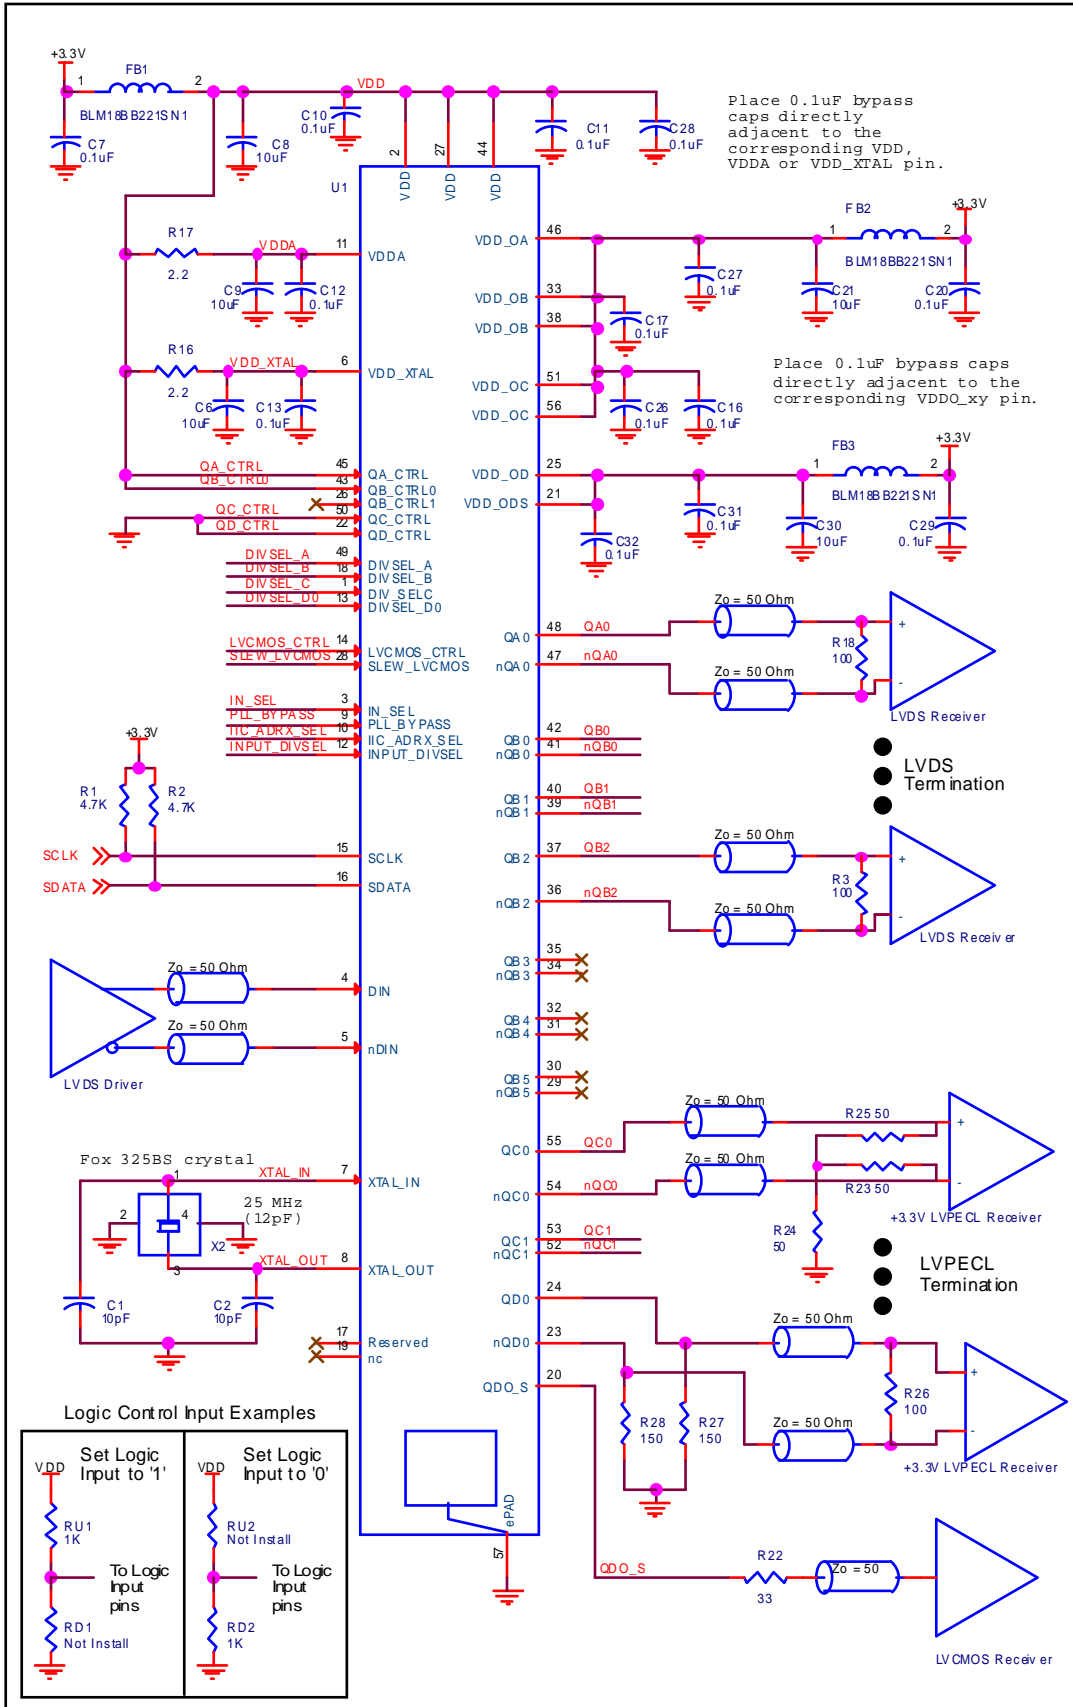 +3.3V
FB1
1
2
BLM18BB221SN1
VDD
C7
0.1uF
C8
10uF
C10
0.1uF
C11
0.1uF
C28
0.1uF
Place 0.1uF bypass
caps directly
adjacent to the
corresponding VDD,
VDDA or VDD_XTAL pin.
2
27
44
VDD
VDD
VDD
U1
R17
2.2
VDDA
11
VDDA
C9
10uF
C12
0.1uF
R16
2.2
VDD_XTAL
6
VDD_XTAL
C6
10uF
C13
0.1uF
VDD_OA
46
VDD_OB
33
VDD_OB
38
VDD_OC
51
VDD_OC
56
VDD_OD
25
VDD_ODS
21
FB2
+3.3V
1
2
BLM18BB221SN1
C27
0.1uF
C21
10uF
C20
0.1uF
C17
0.1uF
C26
0.1uF
C16
0.1uF
Place 0.1uF bypass caps
directly adjacent to the
corresponding VDDO_xy pin.
FB3
+3.3V
1
2
BLM18BB221SN1
C31
0.1uF
C30
10uF
C29
0.1uF
C32
0.1uF
QA_CTRL
45
QA_CTRL
QB_CTRL0
43
QB_CTRL0
26
QB_CTRL1
QC_CTRL
50
QC_CTRL
QD_CTRL
22
QD_CTRL
DIVSEL_A
49
DIVSEL_A
DIVSEL_B
18
DIVSEL_B
DIVSEL_C
1
DIV_SELC
DIVSEL_D0
13
DIVSEL_D0
LVCMOS_CTRL
14
LVCMOS_CTRL
SLEW_LVCMOS
28
SLEW_LVCMOS
IN_SEL
3
IN_SEL
PLL_BYPASS
9
PLL_BYPASS
IIC_ADRX_SEL
10
IIC_ADRX_SEL
INPUT_DIVSEL
12
INPUT_DIVSEL
+3.3V
R1
4.7K
R2
4.7K
SCLK
15
SCLK
SDATA
16
SDATA
Zo = 50 Ohm
4
DIN
Zo = 50 Ohm
5
nDIN
LVDS Driver
QA0
48
QA0
nQA0
47
nQA0
Zo = 50 Ohm
Zo = 50 Ohm
R18
100
+
-
LVDS Receiver
QB0
42
QB0
nQB0
41
nQB0
QB1
40
QB1
nQB1
39
nQB1
LVDS
Termination
QB2
37
QB2
nQB2
36
nQB2
Zo = 50 Ohm
Zo = 50 Ohm
R3
100
+
-
LVDS Receiver
QB3
35
nQB3
34
QB4
32
nQB4
31
QB5
30
nQB5
29
Fox 325BS crystal
1
XTAL_IN
7
XTAL_IN
25 MHz
(12pF)
2
4
X2
3
XTAL_OUT
8
XTAL_OUT
C1
10pF
C2
10pF
17
Reserved
19
nc
QC0
55
QC0
nQC0
54
nQC0
Zo = 50 Ohm
Zo = 50 Ohm
R25 50
R23 50
R24
50
+
-
+3.3V LVPECL Receiver
QC1
53
QC1
nQC1
52
nQC1
LVPECL
Termination
QD0
24
nQD0
23
QDO_S
20
Zo = 50 Ohm
Zo = 50 Ohm
R28
150
R27
150
R26
100
+
-
+3.3V LVPECL Receiver
ePAD
57
QDO_S
R22
33
Zo = 50
LVCMOS Receiver
Logic Control Input Examples
Set Logic
Input to '1'
VDD
RU1
1K
To Logic
Input
pins
RD1
Not Install
Set Logic
Input to '0'
VDD
RU2
Not Install
To Logic
Input
pins
RD2
1K